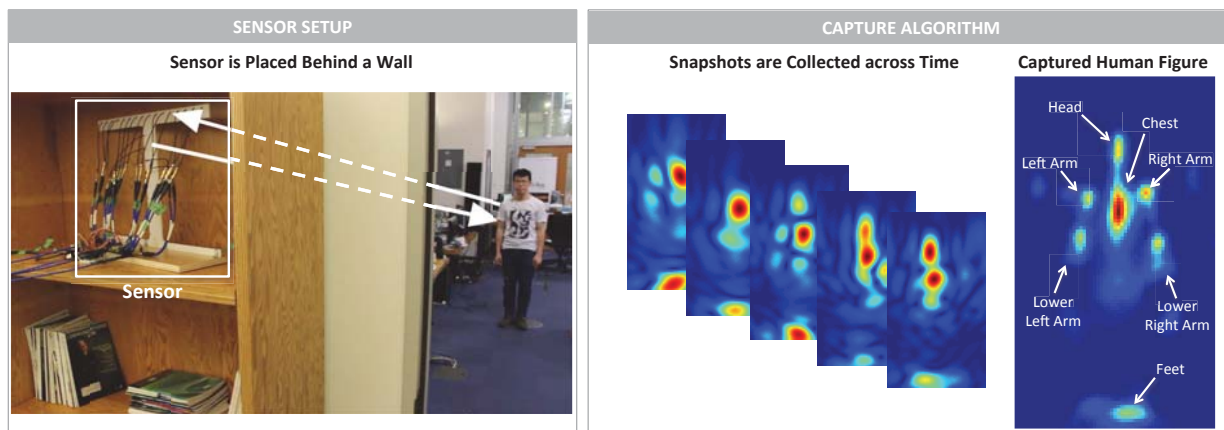 SENSOR SETUP
Sensor is Placed Behind a Wall
Sensor
CAPTURE ALGORITHM
Snapshots are Collected across Time
Captured Human Figure
Head
Chest
Left Arm
Right Arm
Lower
Left Arm
Lower
Right Arm
Feet